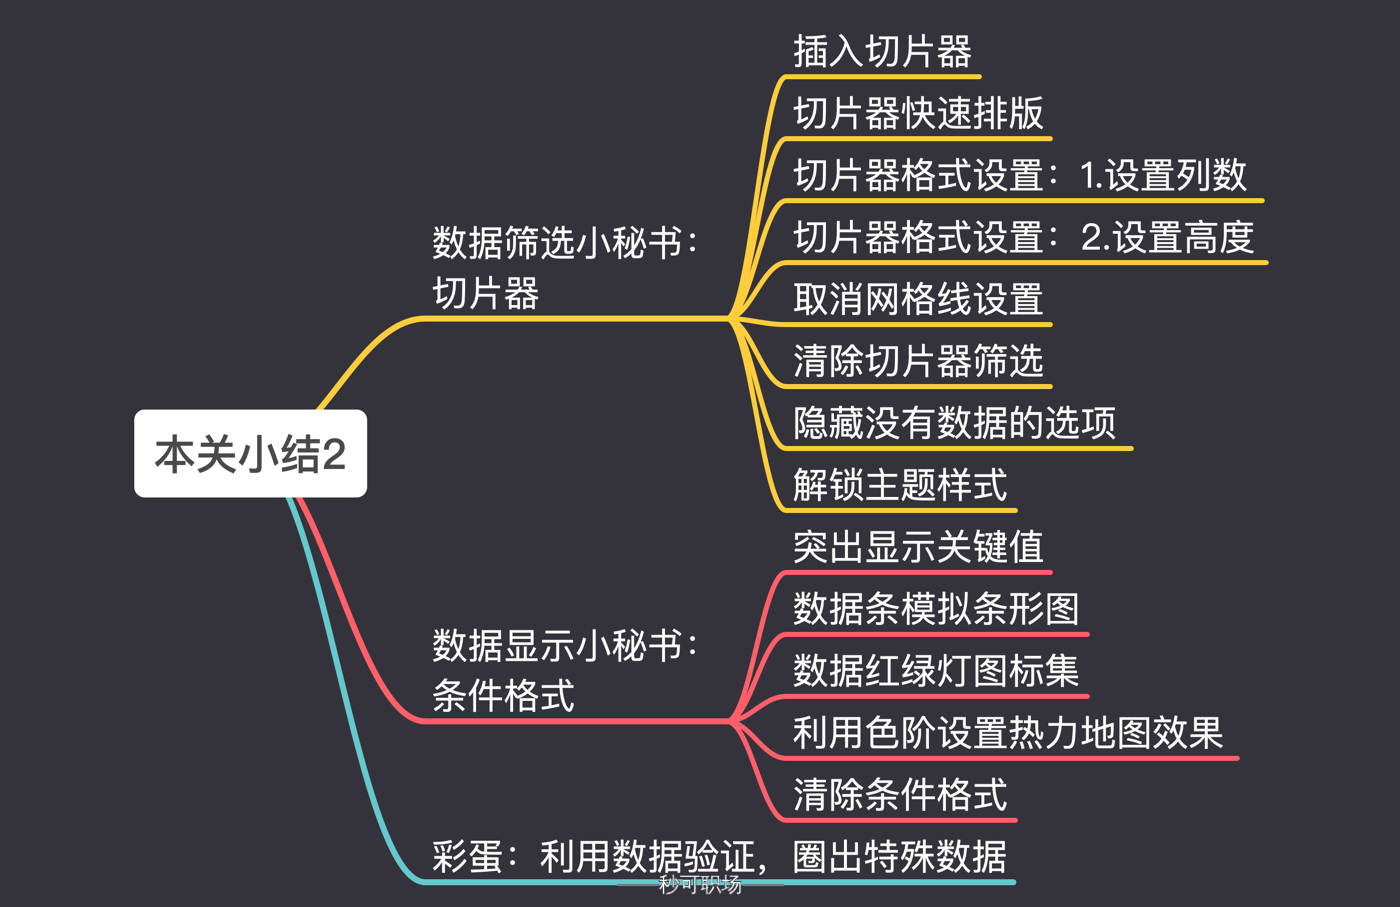 本关小结2
数据筛选小秘书：
切片器
插入切片器
切片器快速排版
切片器格式设置：1.设置列数
切片器格式设置：2.设置高度
取消网格线设置
清除切片器筛选
隐藏没有数据的选项
解锁主题样式
数据显示小秘书：
条件格式
突出显示关键值
数据条模拟条形图
数据红绿灯图标集
利用色阶设置热力地图效果
清除条件格式
彩蛋：利用数据验证，圈出特殊数据
秒可职场